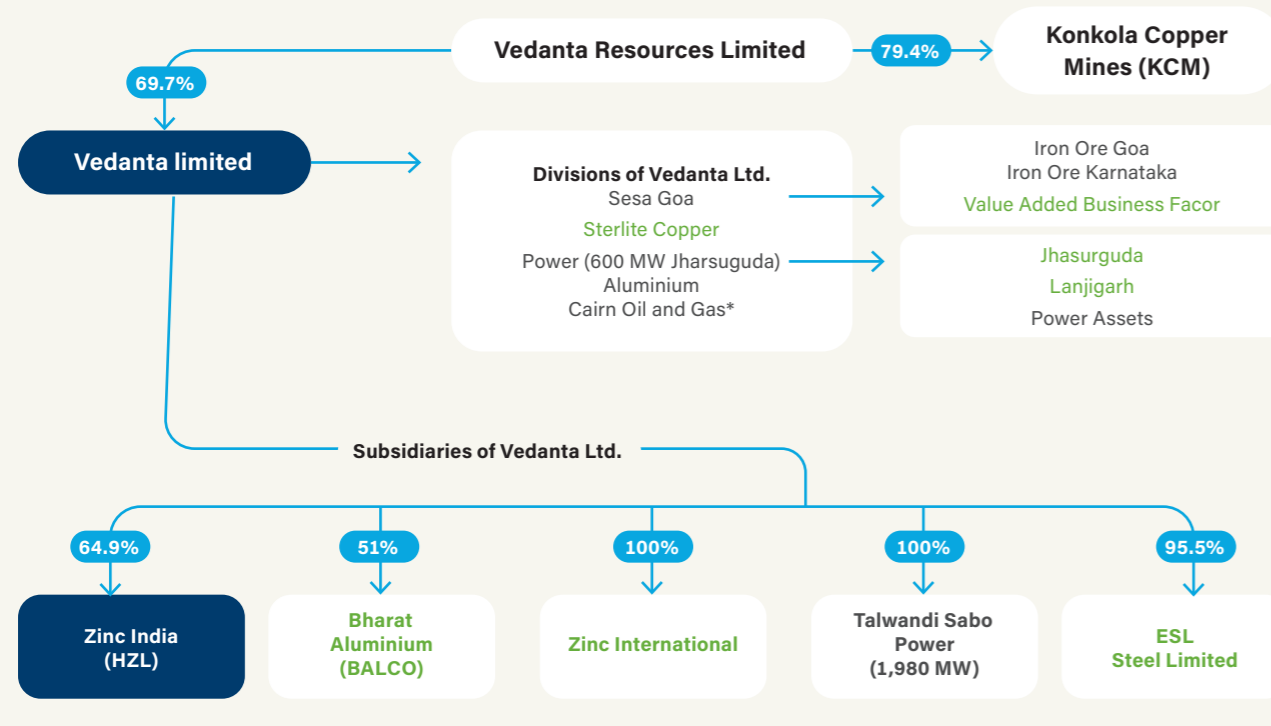 Vedanta Resources Limited
79.4%
Konkola Copper
Mines (KCM)
69.7%
Vedanta limited
Divisions of Vedanta Ltd.
Sesa Goa
Sterlite Copper
Power (600 MW Jharsuguda)
Aluminium
Cairn Oil and Gas*
Iron Ore Goa
Iron Ore Karnataka
Value Added Business Facor
Jhasurguda
Lanjigarh
Power Assets
Subsidiaries of Vedanta Ltd.
64.9%
51%
100%
100%
95.5%
Zinc India
(HZL)
Bharat
Aluminium
(BALCO)
Zinc International
Talwandi Sabo
Power
(1,980 MW)
ESL
Steel Limited